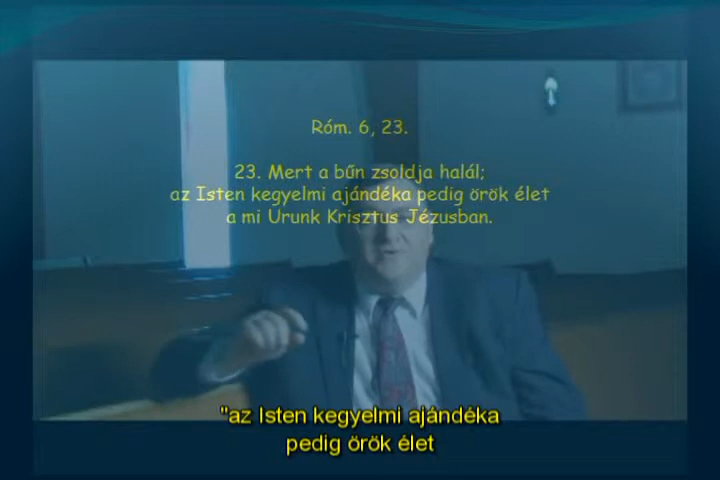 Róm. 6, 23.
23. Mert a bűn zsoldja halál;
az Isten kegyelmi ajándéka pedig örök élet
a mi Urunk Krisztus Jézusban.
"az Isten kegyelmi ajándéka
pedig örök élet